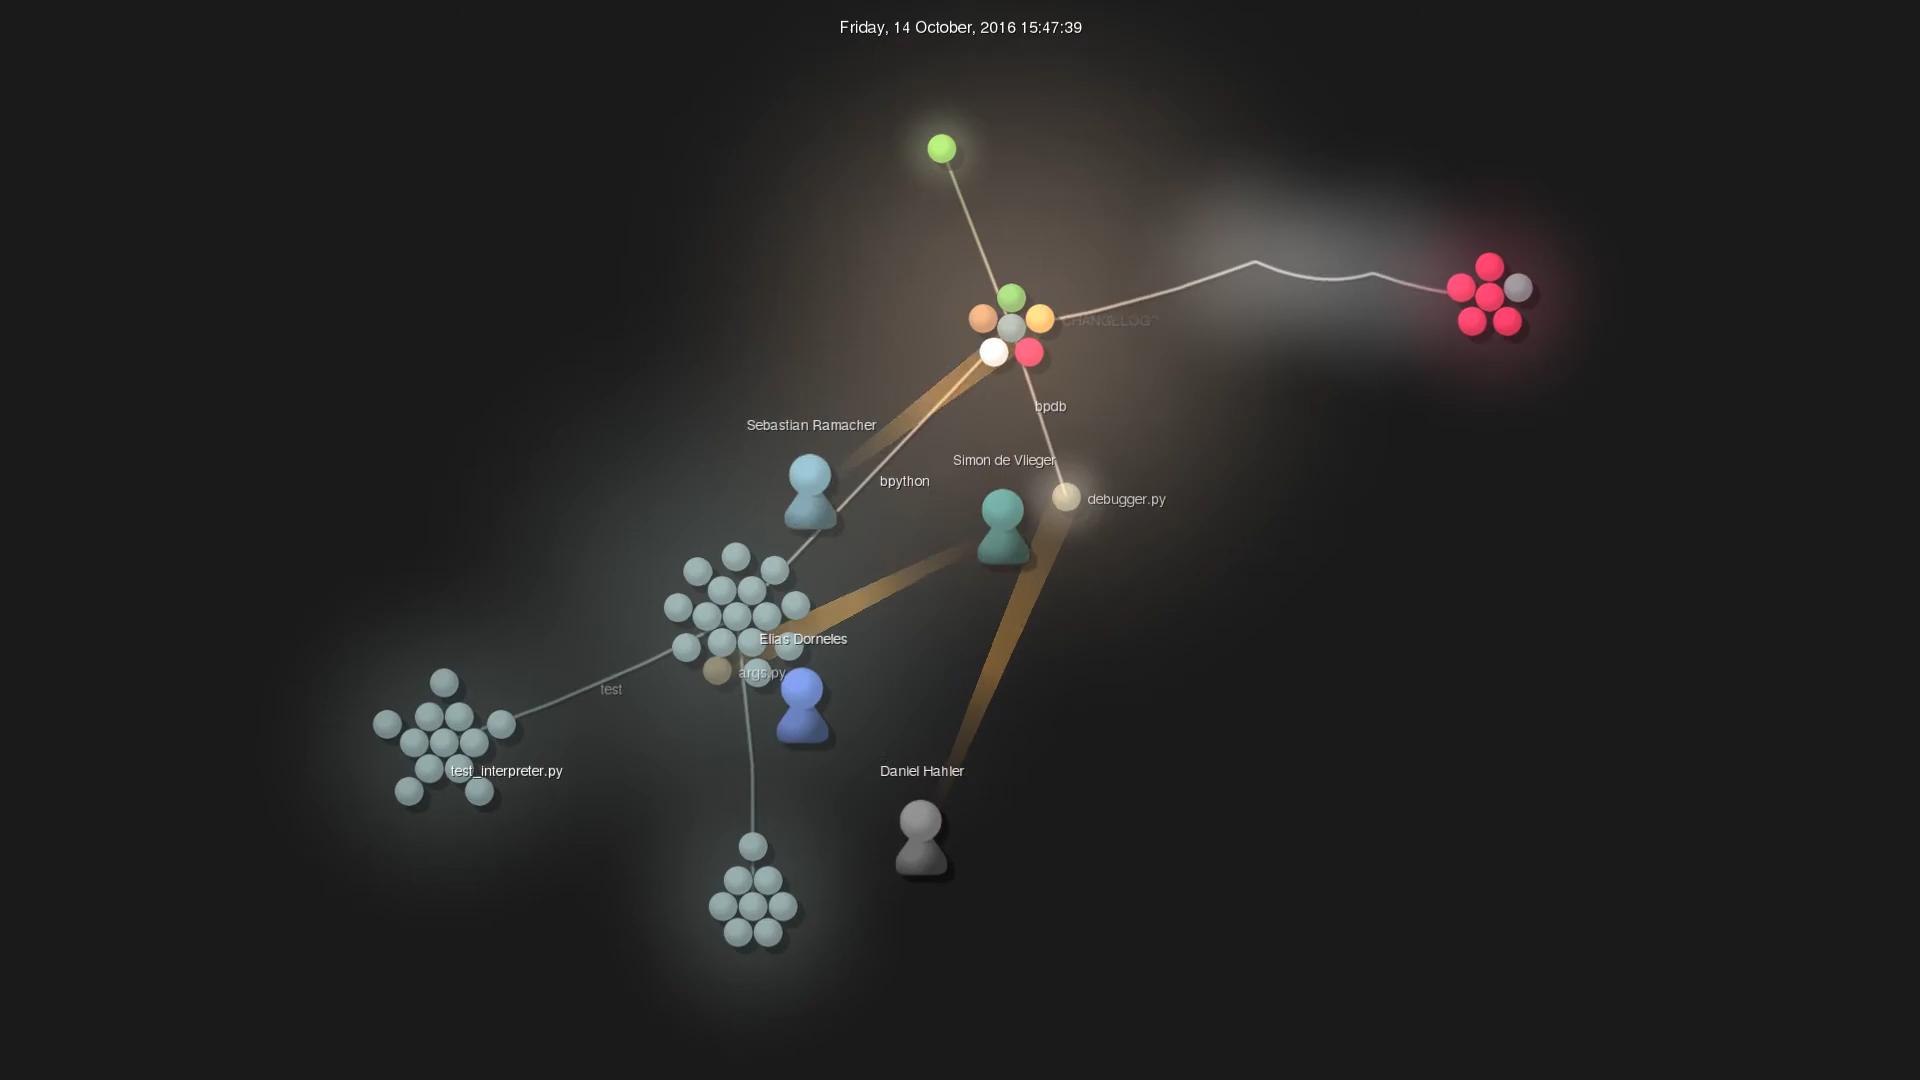 Friday, 14 October, 2016 15:47:39
CHANGELOG
bpdb
Sebastian Ramacher
Simon de Vlieger
bpython
debugger.py
Elias Dorneles
args.py
test
test_interpreter.py
Daniel Hahler